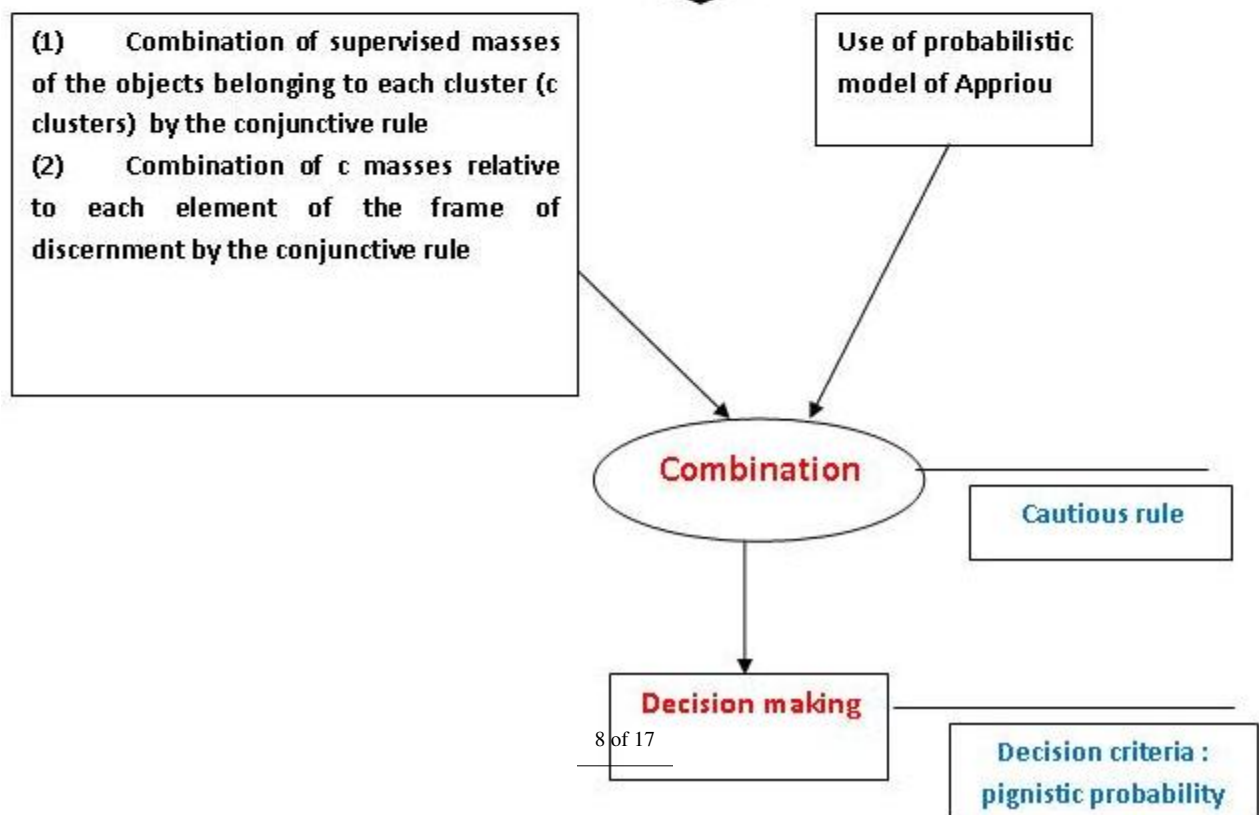 (1) Combination of supervised masses
of the objects belonging to each cluster (c
clusters) by the conjunctive rule
(2) Combination of c masses relative
to each element of the frame of
discernment by the conjunctive rule
Use of probabilistic
model of Appriou
Combination
Cautious rule
Decision making
8 of 17
Decision criteria :
pignistic probability